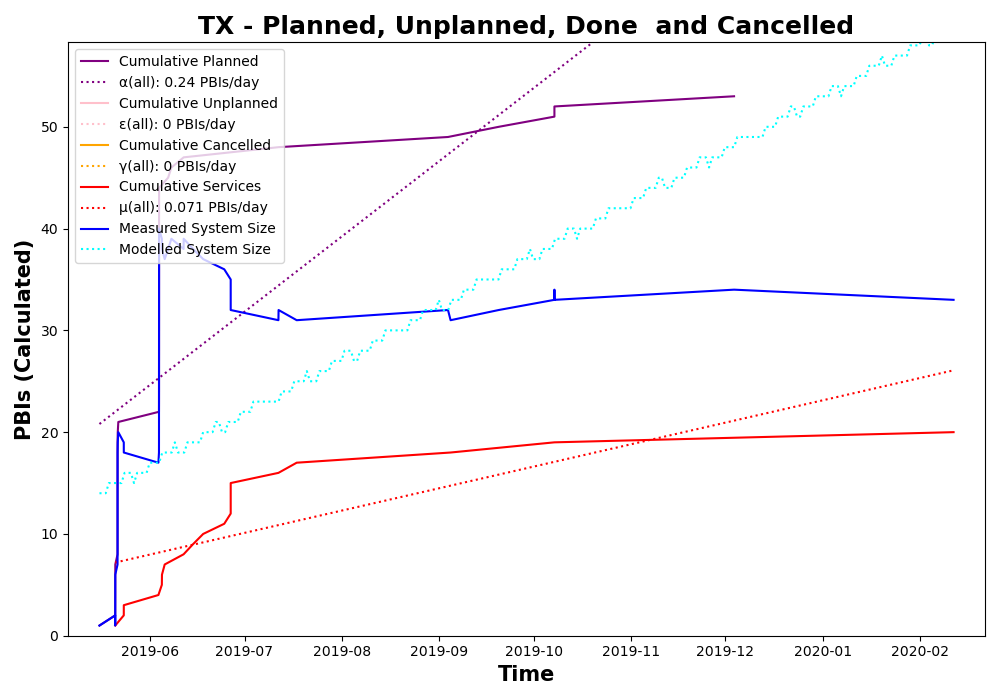 TX - Planned, Unplanned, Done  and Cancelled
Cumulative Planned
α(all): 0.24 PBIs/day
Cumulative Unplanned
ε(all): 0 PBIs/day
Cumulative Cancelled
γ(all): 0 PBIs/day
Cumulative Services
μ(all): 0.071 PBIs/day
Measured System Size
Modelled System Size
PBIs (Calculated)
50
40
30
20
10
0
2019-06 2019-07 2019-08 2019-09 2019-10 2019-11 2019-12 2020-01 2020-02
Time